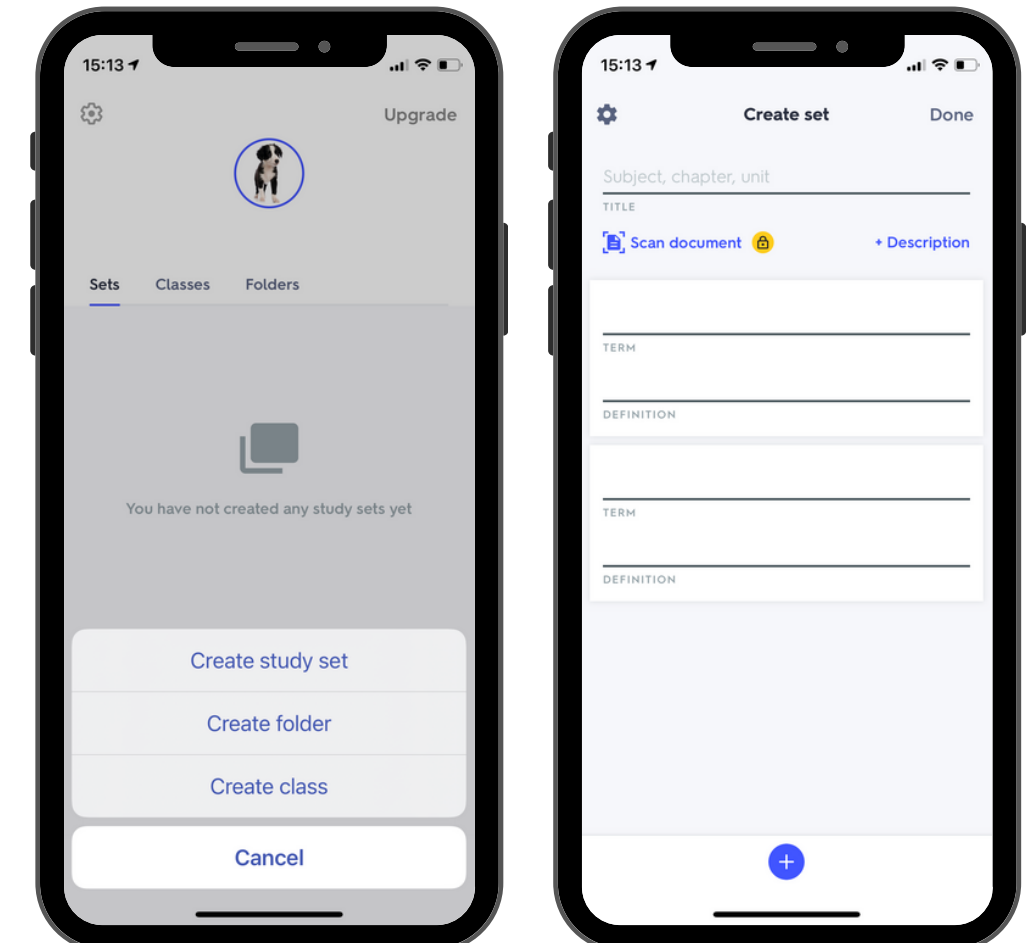 15:13
Upgrade
Sets Classes Folders
You have not created any study sets yet
Create study set
Create folder
Create class
Cancel
15:13
Create set Done
Subject, chapter, unit
TITLE
Scan document + Description
TERM
DEFINITION
TERM
DEFINITION